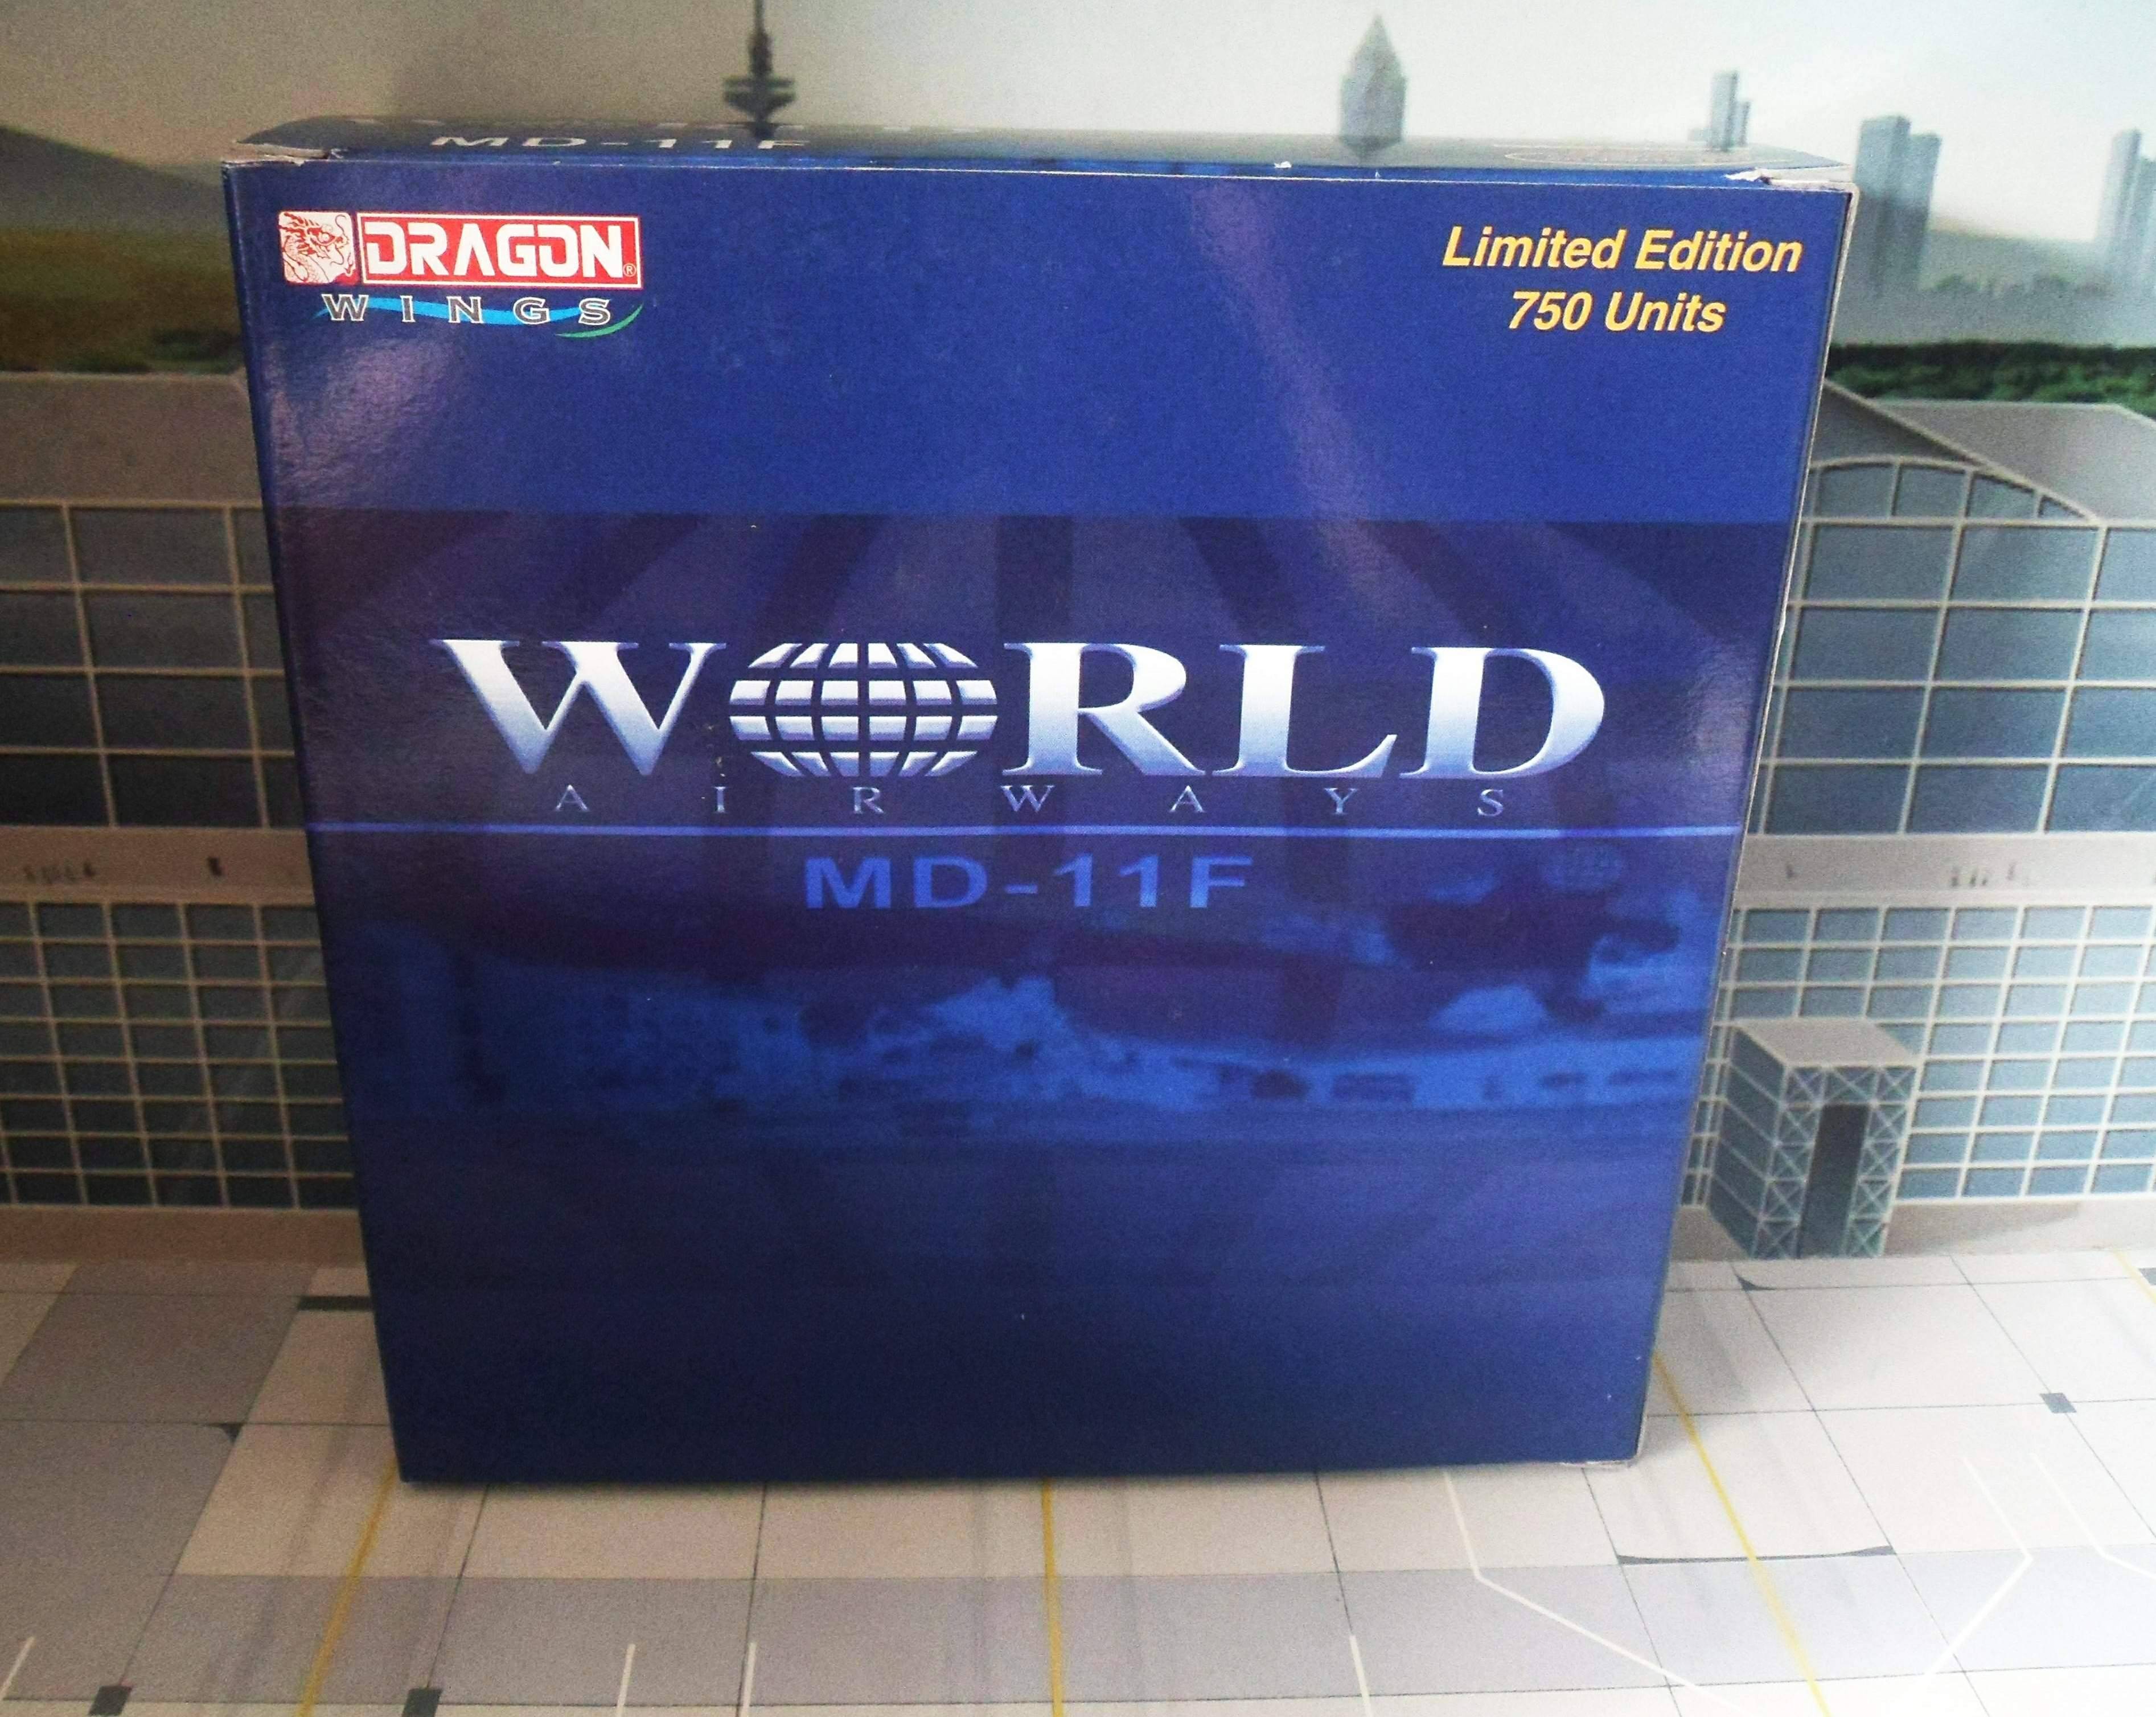 MD-11F
DRAGON®
WINGS
Limited Edition
750 Units
WORLD
AIRWAYS
MD-11F